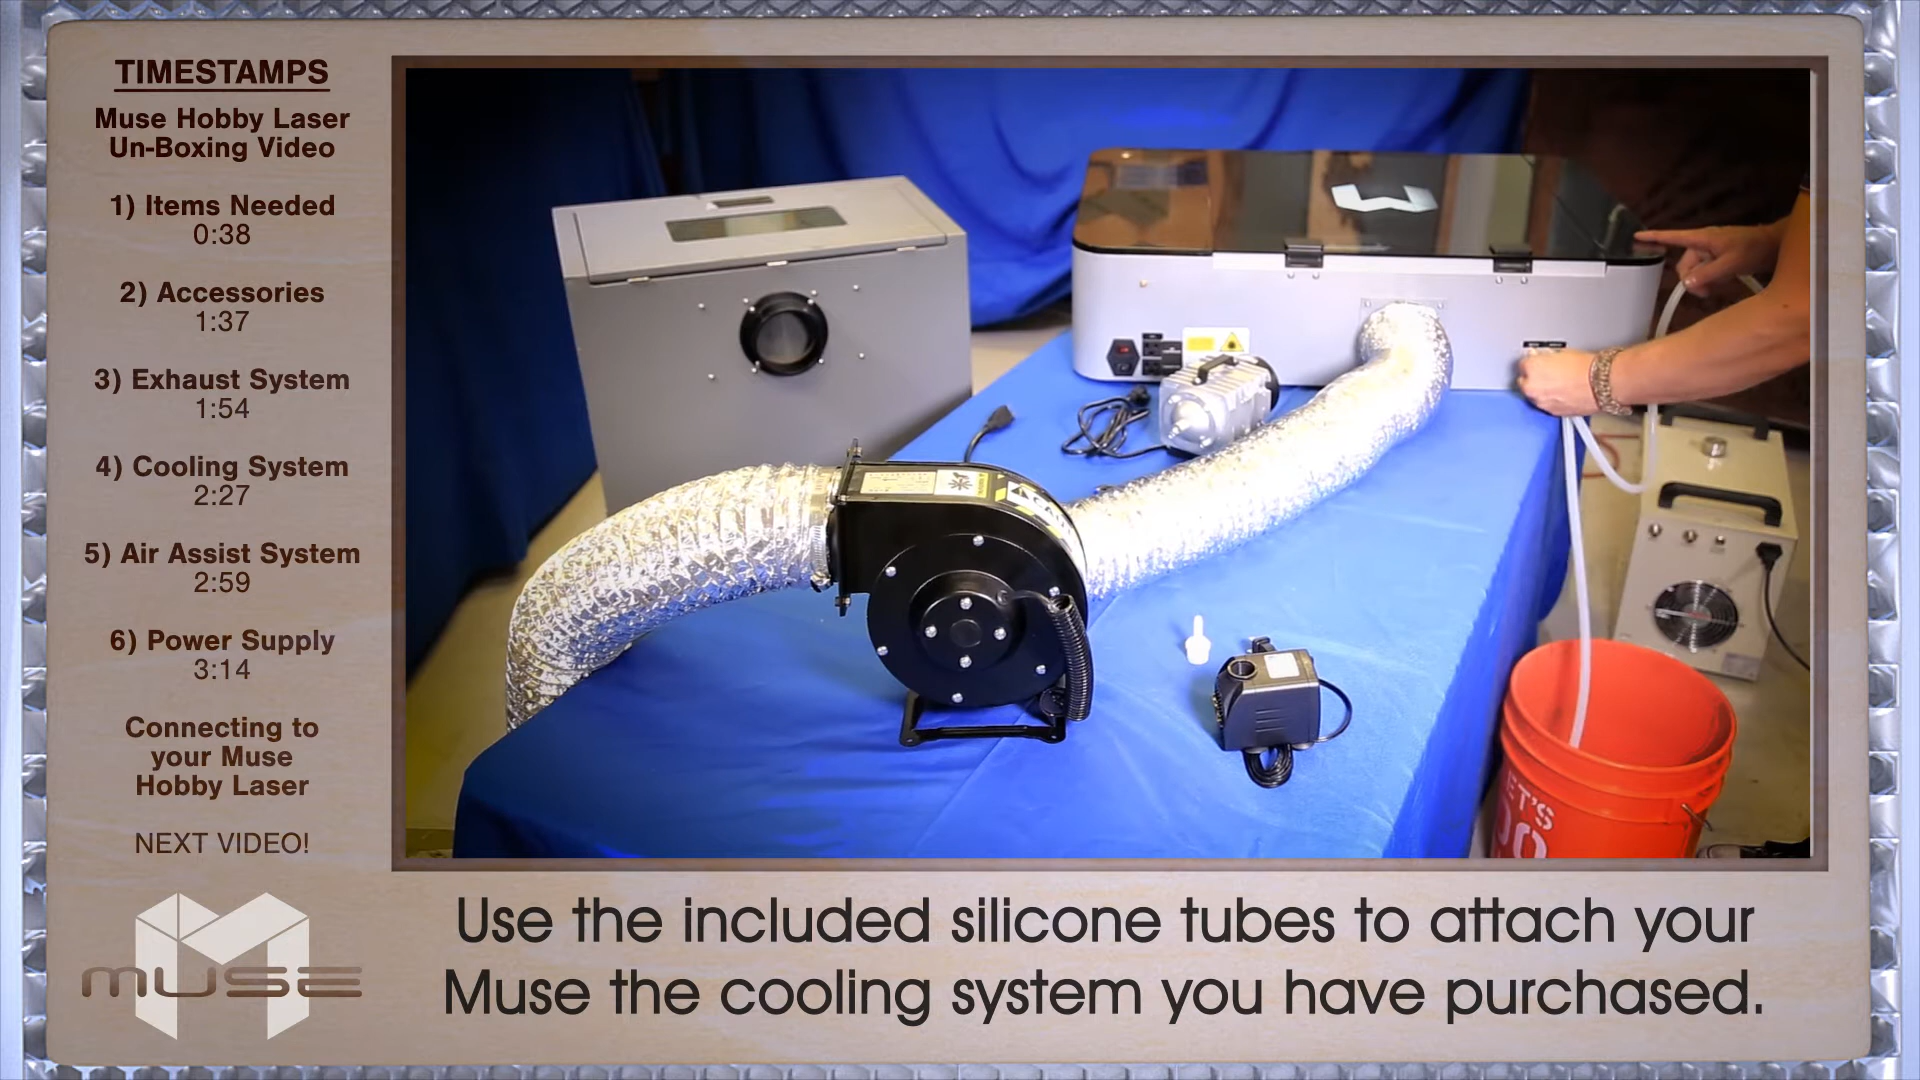 TIMESTAMPS
Muse Hobby Laser
Un-Boxing Video
1) Items Needed
0:38
2) Accessories
1:37
3) Exhaust System
1:54
4) Cooling System
2:27
5) Air Assist System
2:59
6) Power Supply
3:14
Connecting to
your Muse
Hobby Laser
NEXT VIDEO!
MUSE
Use the included silicone tubes to attach your
Muse the cooling system you have purchased.